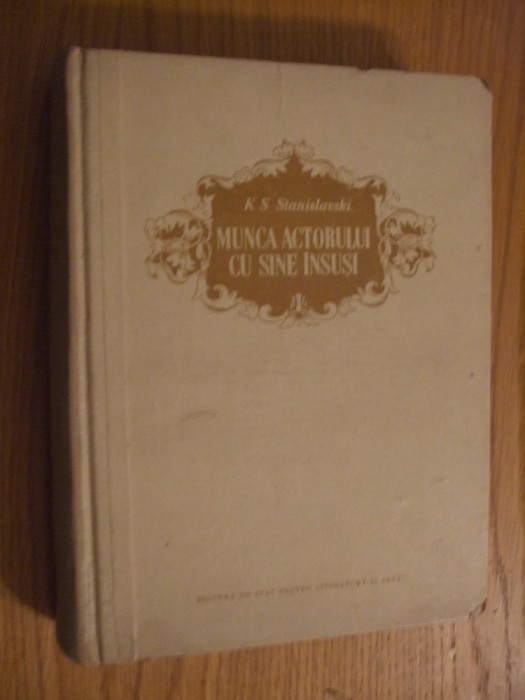 K. S. Stanislavski
MUNCA ACTORULUI
CU SINE ÎNSUȘI
EDITURA DE STAT PENTRU LITERATURĂ ȘI ARTĂ